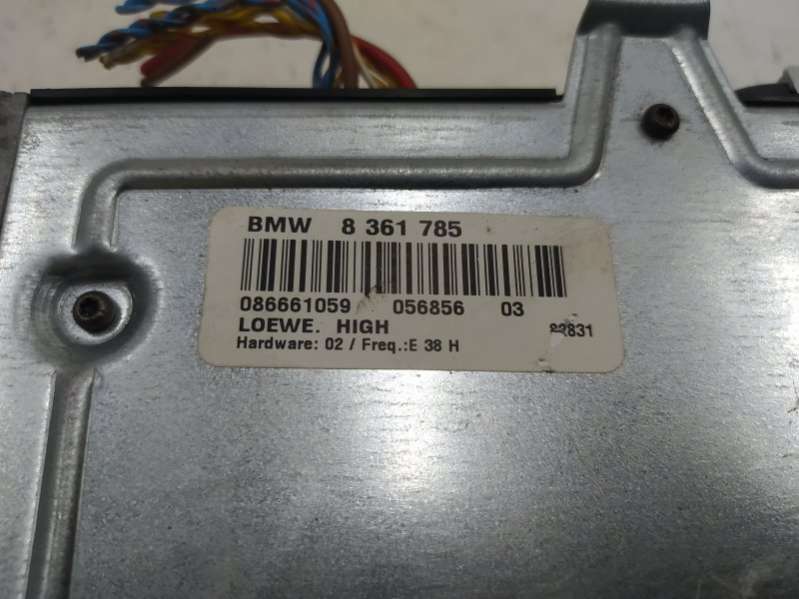 BMW 8 361 785
086661059 056856 03
LOEWE. HIGH
Hardware: 02 / Freq.:E 38 H